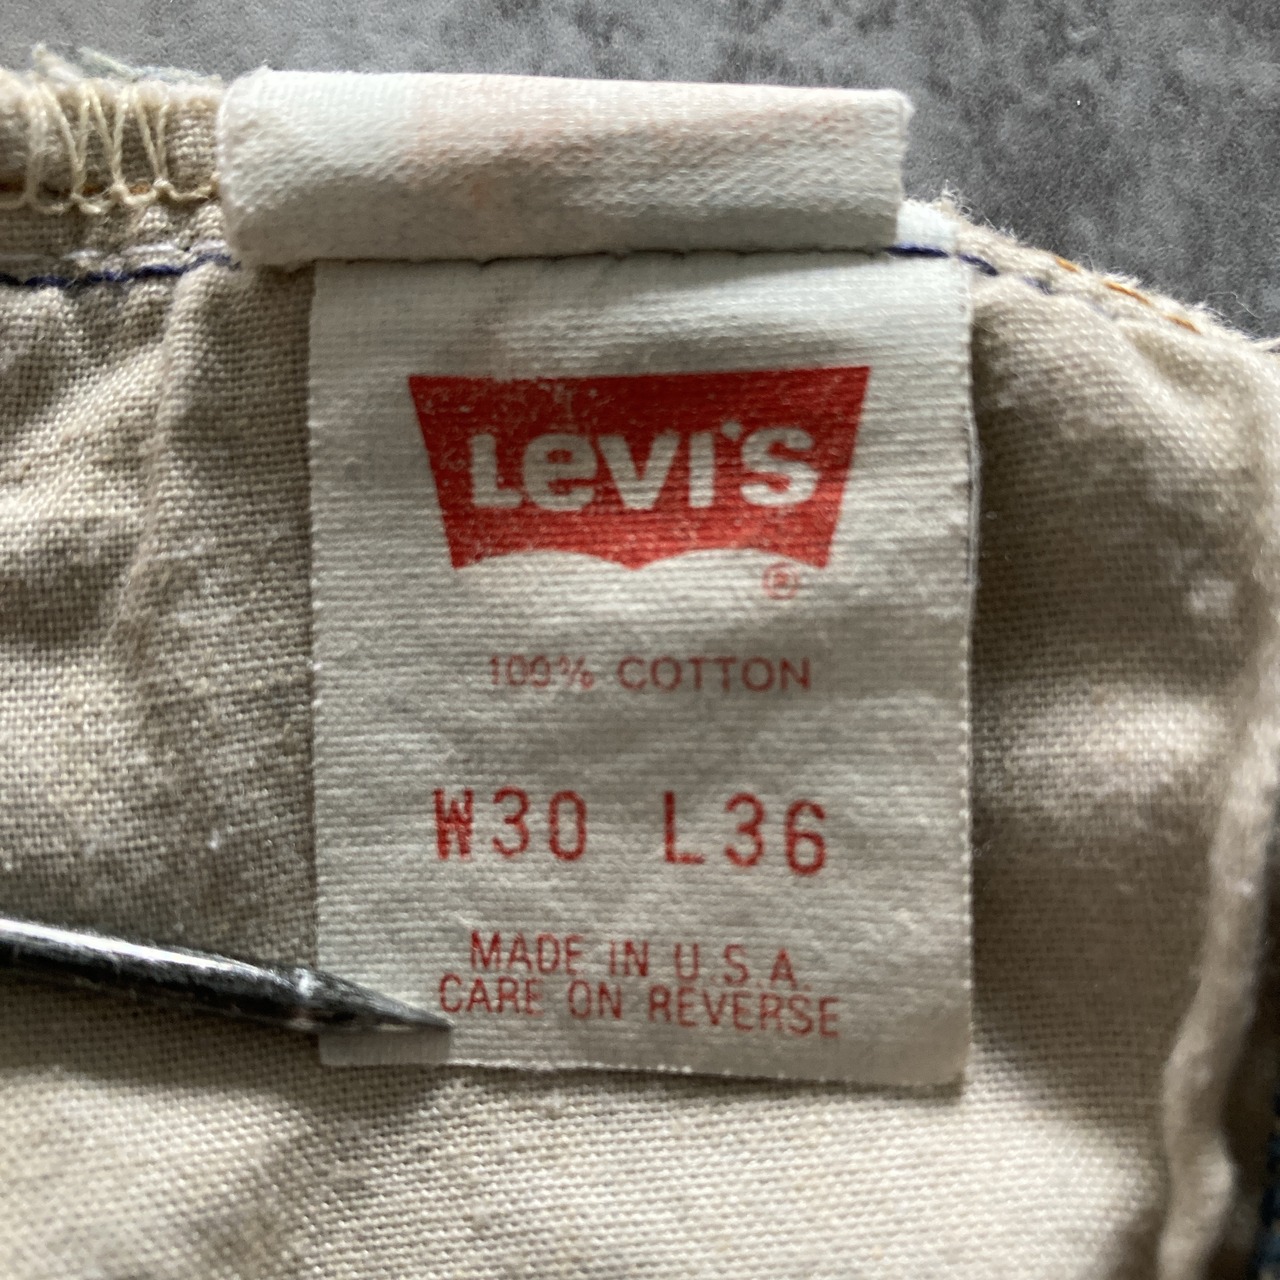 Levi's
®
100% COTTON
W30 L36
MADE IN U.S.A.
CARE ON REVERSE